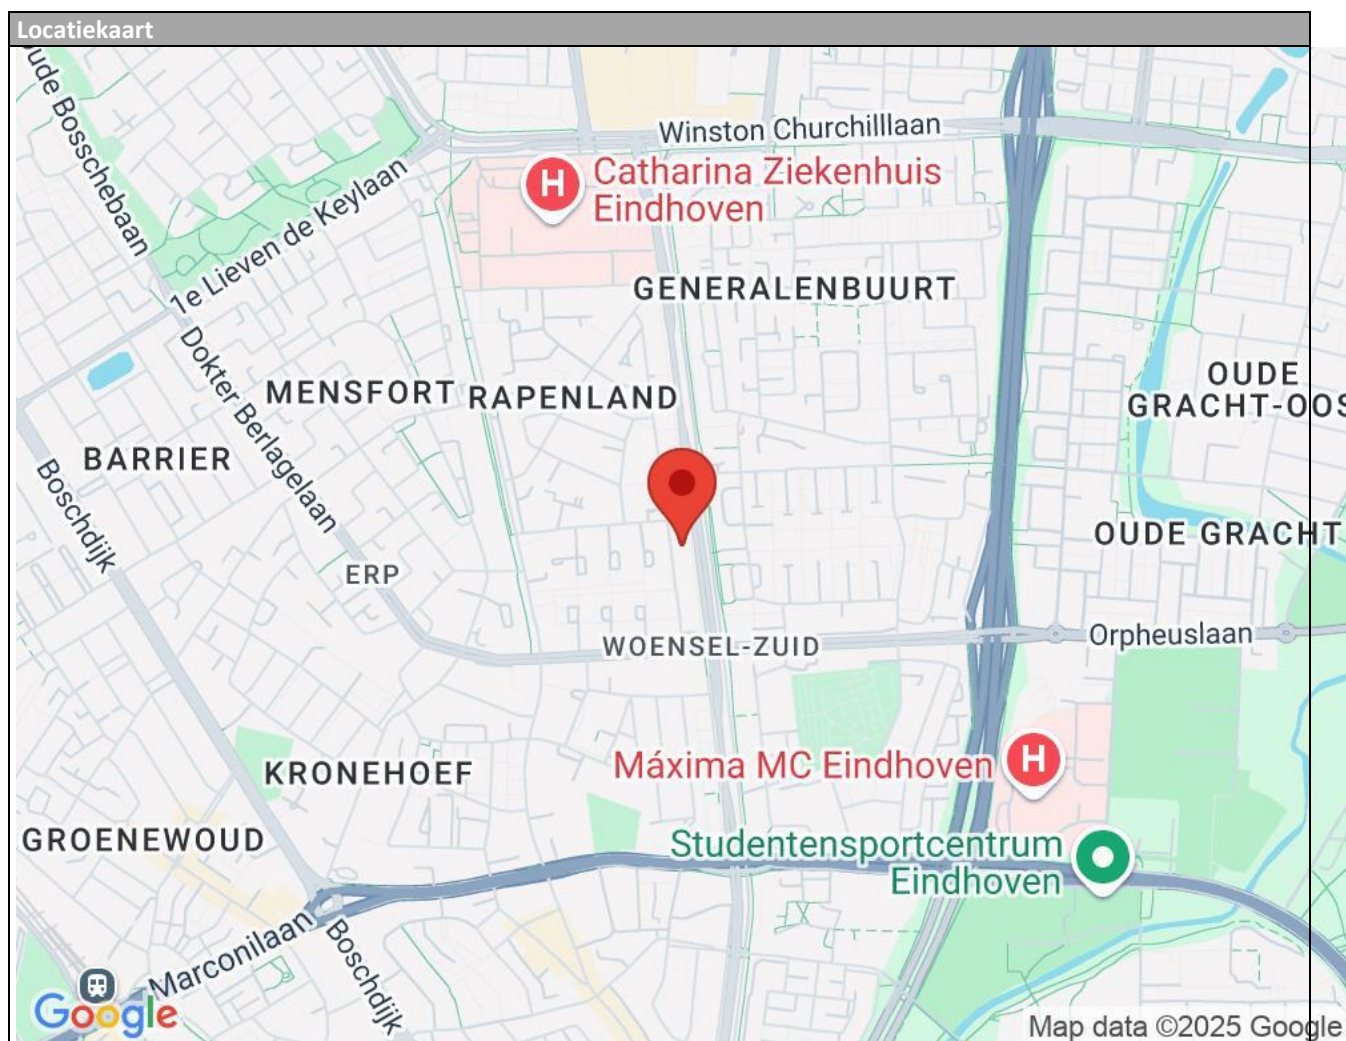 Locatiekaart
Oude Bosschebaan
Winston Churchilllaan
Catharina Ziekenhuis
Eindhoven
1e Lieven de Keylaan
GENERALENBUURT
Dokter Berlagelaan
MENSFORT
RAPENLAND
OUDE
GRACHT-OOS
BARRIER
Boschdijk
OUDE GRACHT
ERP
WOENSEL-ZUID
Orpheuslaan
KRONEHOEF
Máxima MC Eindhoven
GROENEWOUD
Studentensportcentrum
Eindhoven
Marconilaan
Boschdijk
Google
Map data ©2025 Google